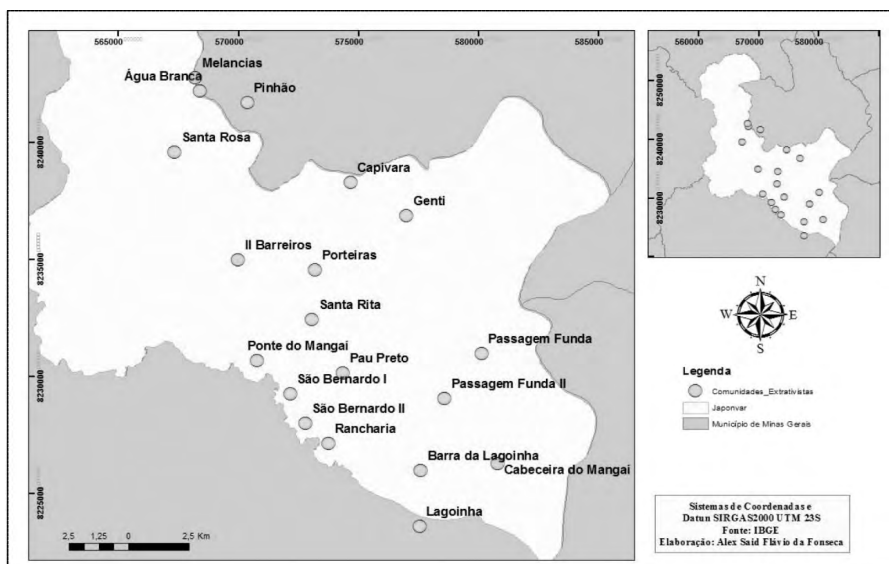 565000 570000 575000 580000 585000
Melancias
Água Branca
Pinhão
Santa Rosa
Capivara
Genti
II Barreiros
Porteiras
Santa Rita
Ponte do Mangai
Pau Preto
Passagem Funda
São Bernardo I
Passagem Funda II
São Bernardo II
Rancharia
Barra da Lagoinha
Cabeceira do Mangaí
Lagoinha
8240000
8235000
8230000
8225000
2,5 1,25 0 2,5 Km
560000 570000 580000
8250000
8240000
8230000
N
W E
S
Legenda
Comunidades_Extrativistas
Japonvar
Município de Minas Gerais
Sistemas de Coordenadas e
Datun SIRGAS2000 UTM 23S
Fonte: IBGE
Elaboração: Alex Said Flávio da Fonseca